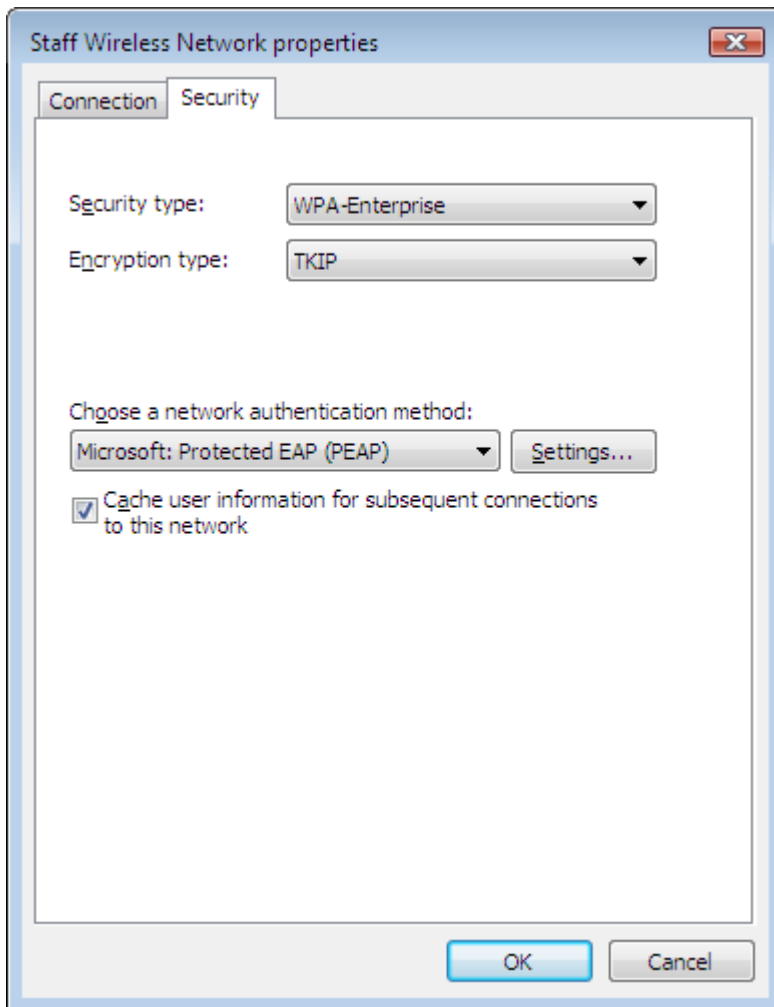 Staff Wireless Network properties
Connection
Security
Security type:
WPA-Enterprise
Encryption type:
TKIP
Choose a network authentication method:
Microsoft: Protected EAP (PEAP)
Settings...
Cache user information for subsequent connections
to this network
OK
Cancel